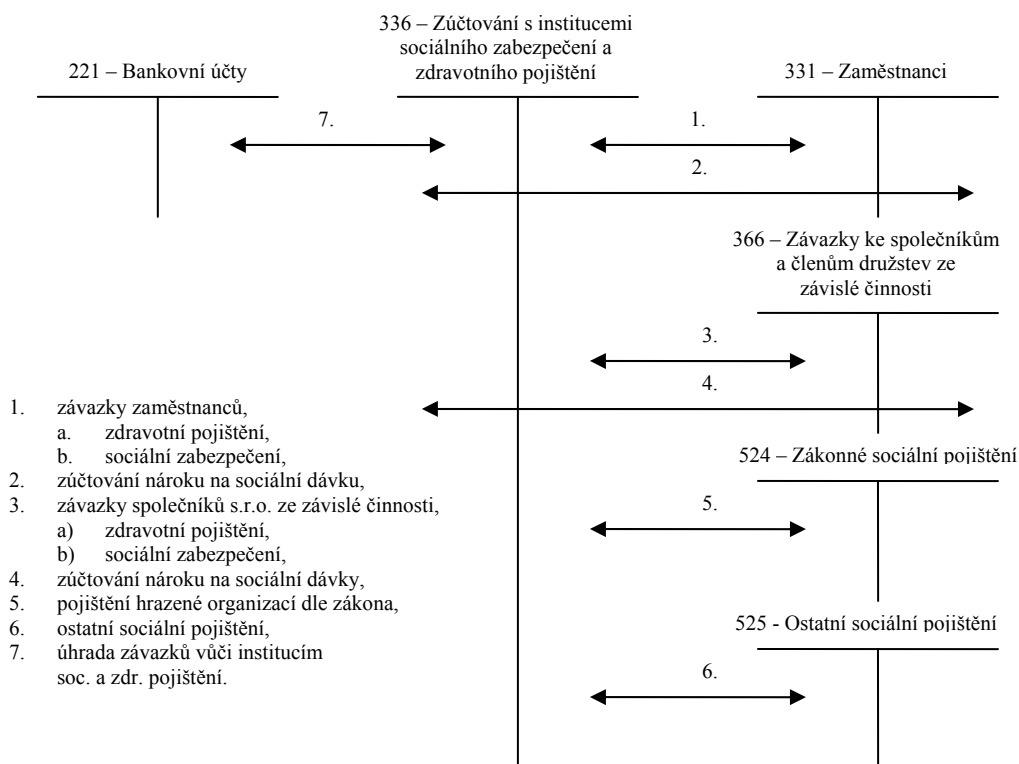 336 – Zúčtování s institucemi
sociálního zabezpečení a
zdravotního pojištění
221 – Bankovní účty
331 – Zaměstnanci
7.
1.
2.
366 – Závazky ke společníkům
a členům družstev ze
závislé činnosti
3.
4.
1. závazky zaměstnanců,
a. zdravotní pojištění,
b. sociální zabezpečení,
2. zúčtování nároku na sociální dávku,
3. závazky společníků s.r.o. ze závislé činnosti,
a) zdravotní pojištění,
b) sociální zabezpečení,
4. zúčtování nároku na sociální dávky,
5. pojištění hrazené organizací dle zákona,
6. ostatní sociální pojištění,
7. úhrada závazků vůči institucím
soc. a zdr. pojištění.
524 – Zákonné sociální pojištění
5.
525 - Ostatní sociální pojištění
6.